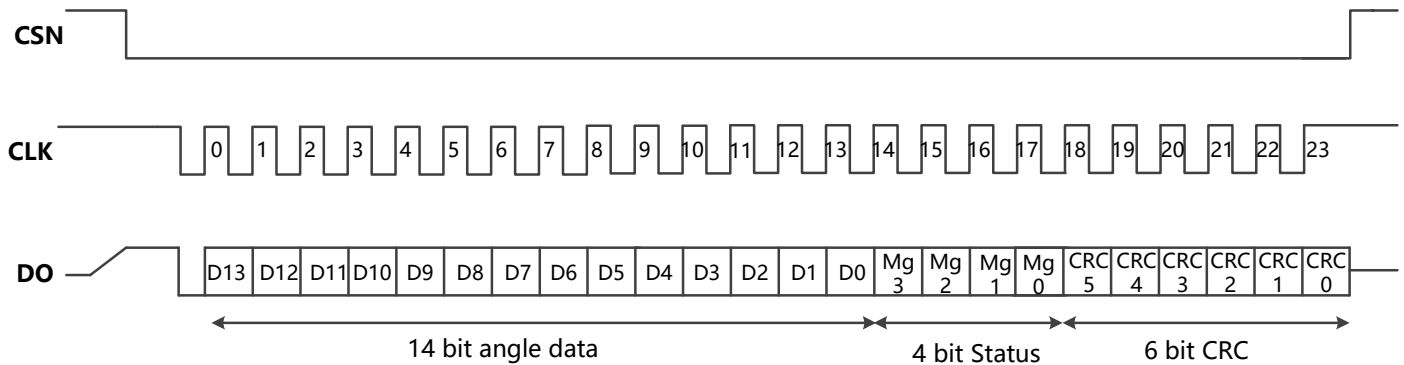 CSN
CLK
0 1 2 3 4 5 6 7 8 9 10 11 12 13 14 15 16 17 18 19 20 21 22 23
DO
D13 D12 D11 D10 D9 D8 D7 D6 D5 D4 D3 D2 D1 D0 Mg 3 Mg 2 Mg 1 Mg 0 CRC 5 CRC 4 CRC 3 CRC 2 CRC 1 CRC 0
14 bit angle data
4 bit Status
6 bit CRC